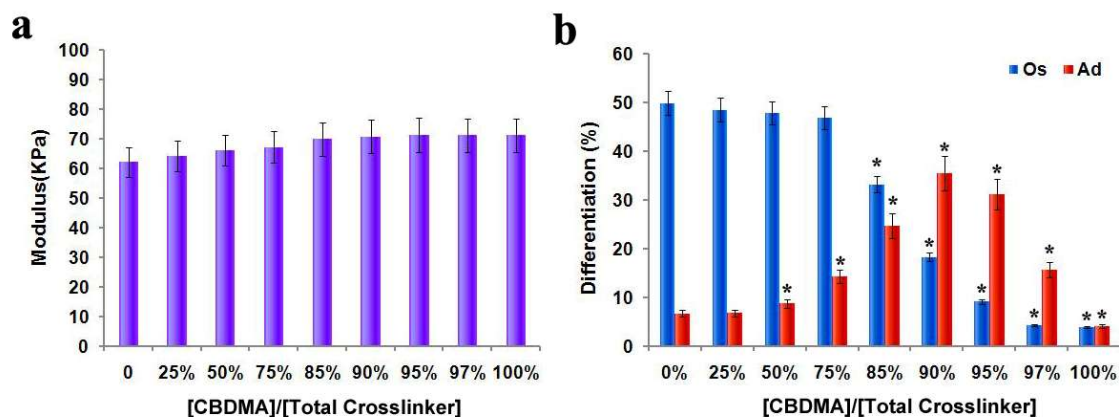 a
100
90
80
70
60
50
40
30
20
10
0
Modulus(KPa)
0 25% 50% 75% 85% 90% 95% 97% 100%
[CBDMA]/[Total Crosslinker]
b
60
50
40
30
20
10
0
Differentiation (%)
Os Ad
* * * * * * * * * * * *
0% 25% 50% 75% 85% 90% 95% 97% 100%
[CBDMA]/[Total Crosslinker]